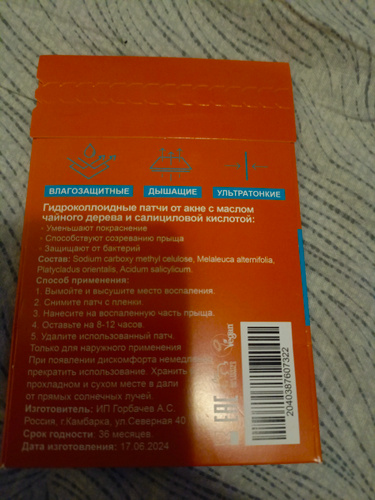 ВЛАГОЗАЩИТНЫЕ ДЫШАЩИЕ УЛЬТРАТОНКИЕ
Гидроколлоидные патчи от акне с маслом
чайного дерева и салициловой кислотой:
- Уменьшают покраснение
- Способствуют созреванию прыща
- Защищают от бактерий
Состав: Sodium carboxy methyl celulose, Melaleuca alternifolia,
Platycladus orientalis, Acidum salicylicum.
Способ применения:
1. Вымойте и высушите место воспаления.
2. Снимите патч с пленки.
3. Нанесите на воспаленную часть прыща.
4. Оставьте на 8-12 часов.
5. Удалите использованный патч.
Только для наружного применения
При появлении дискомфорта немедленно
прекратить использование. Хранить в
прохладном и сухом месте в дали
от прямых солнечных лучей.
Изготовитель: ИП Горбачев А.С.
Россия, г.Камбарка, ул.Северная 40
Срок годности: 36 месяцев
Дата изготовления: 17.06.2024
Vegan
EAC
2040387607322